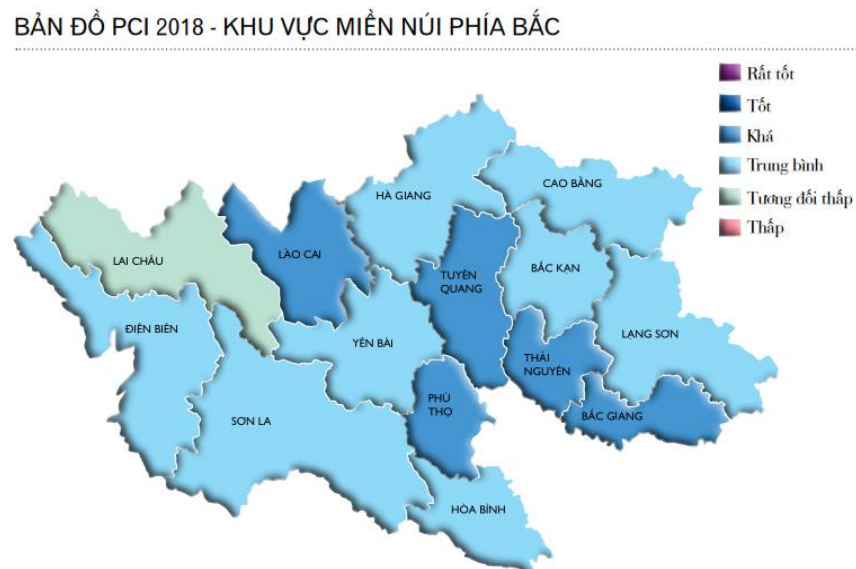 BẢN ĐỒ PCI 2018 - KHU VỰC MIỀN NÚI PHÍA BẮC
Rất tốt
Tốt
Khá
Trung bình
Tương đối thấp
Thấp
HÀ GIANG
CAO BẰNG
LAI CHÂU
LÀO CAI
TUYÊN
QUANG
BẮC KẠN
ĐIỆN BIÊN
YÊN BÁI
LẠNG SƠN
THÁI
NGUYÊN
PHÚ
THỌ
BẮC GIANG
SƠN LA
HÒA BÌNH